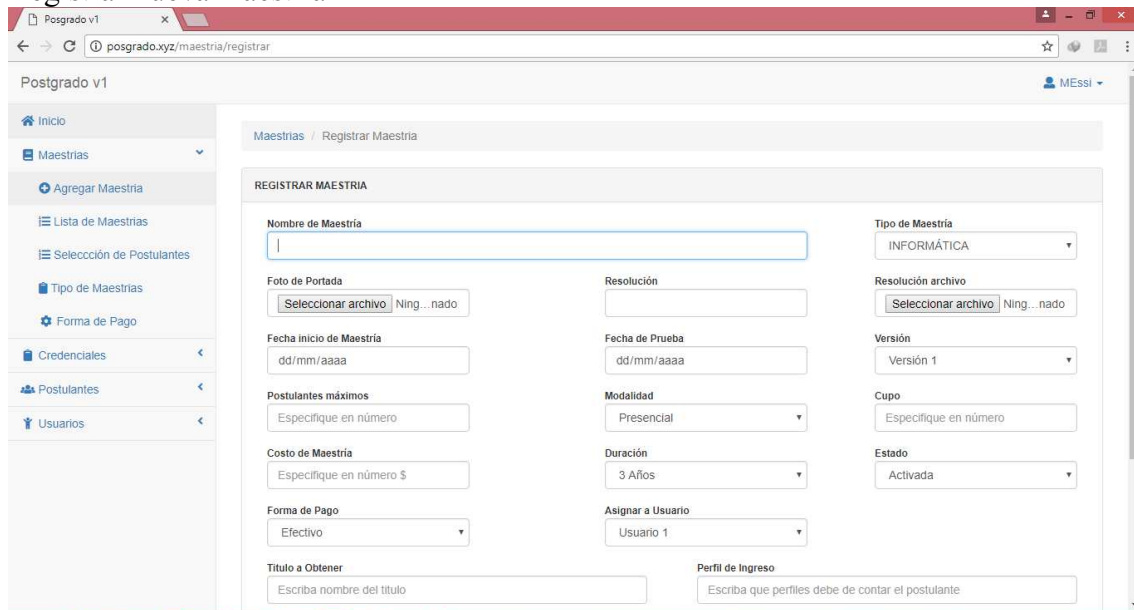 Posgrado v1
posgrado.xyz/maestria/registrar
Postgrado v1
MEssi
Inicio
Maestrias
Agregar Maestria
Lista de Maestrias
Seleccción de Postulantes
Tipo de Maestrias
Forma de Pago
Credenciales
Postulantes
Usuarios
Maestrias / Registrar Maestria
REGISTRAR MAESTRIA
Nombre de Maestría Tipo de Maestría
INFORMÁTICA
Foto de Portada Resolución Resolución archivo
Seleccionar archivo Ning...nado Seleccionar archivo Ning...nado
Fecha inicio de Maestría Fecha de Prueba Versión
dd/mm/aaaa dd/mm/aaaa Versión 1
Postulantes máximos Modalidad Cupo
Especifique en número Presencial Especifique en número
Costo de Maestría Duración Estado
Especifique en número $ 3 Años Activada
Forma de Pago Asignar a Usuario
Efectivo Usuario 1
Titulo a Obtener Perfil de Ingreso
Escriba nombre del titulo Escriba que perfiles debe de contar el postulante